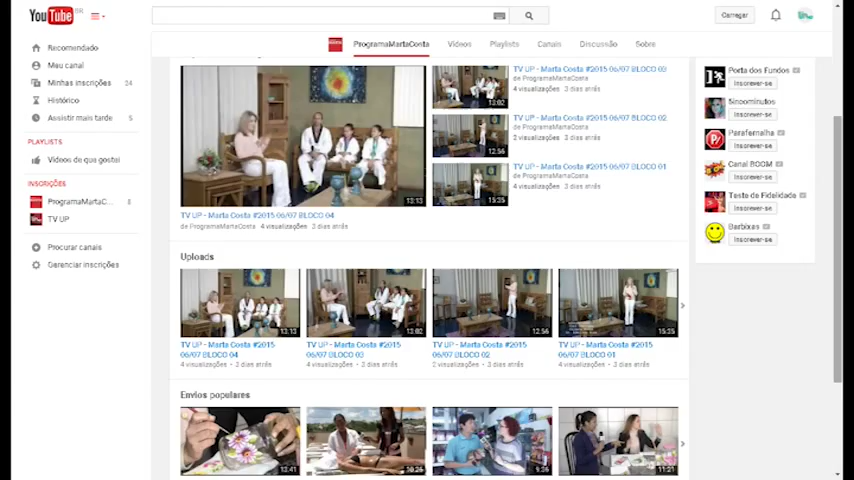 YouTube BR
Carregar
ProgramaMartaCosta Vídeos Playlists Canais Discussão Sobre
Recomendado
Meu canal
Minhas inscrições 24
Histórico
Assistir mais tarde 5
PLAYLISTS
Vídeos de que gostei
INSCRIÇÕES
ProgramaMartaC... 8
TV UP
Procurar canais
Gerenciar inscrições
13:13
TV UP - Marta Costa #2015 06/07 BLOCO 04
de ProgramaMartaCosta 4 visualizações 3 dias atrás
13:02
TV UP - Marta Costa #2015 06/07 BLOCO 03
de ProgramaMartaCosta
4 visualizações 3 dias atrás
12:56
TV UP - Marta Costa #2015 06/07 BLOCO 02
de ProgramaMartaCosta
2 visualizações 3 dias atrás
15:35
TV UP - Marta Costa #2015 06/07 BLOCO 01
de ProgramaMartaCosta
4 visualizações 3 dias atrás
Uploads
13:13
TV UP - Marta Costa #2015
06/07 BLOCO 04
4 visualizações • 3 dias atrás
13:02
TV UP - Marta Costa #2015
06/07 BLOCO 03
4 visualizações • 3 dias atrás
12:56
TV UP - Marta Costa #2015
06/07 BLOCO 02
2 visualizações • 3 dias atrás
15:35
TV UP - Marta Costa #2015
06/07 BLOCO 01
4 visualizações • 3 dias atrás
Envios populares
12:41
10:26
9:36
11:21
Porta dos Fundos
Inscrever-se
5incominutos
Inscrever-se
Parafernalha
Inscrever-se
Canal BOOM
Inscrever-se
Teste de Fidelidade
Inscrever-se
Barbixas
Inscrever-se